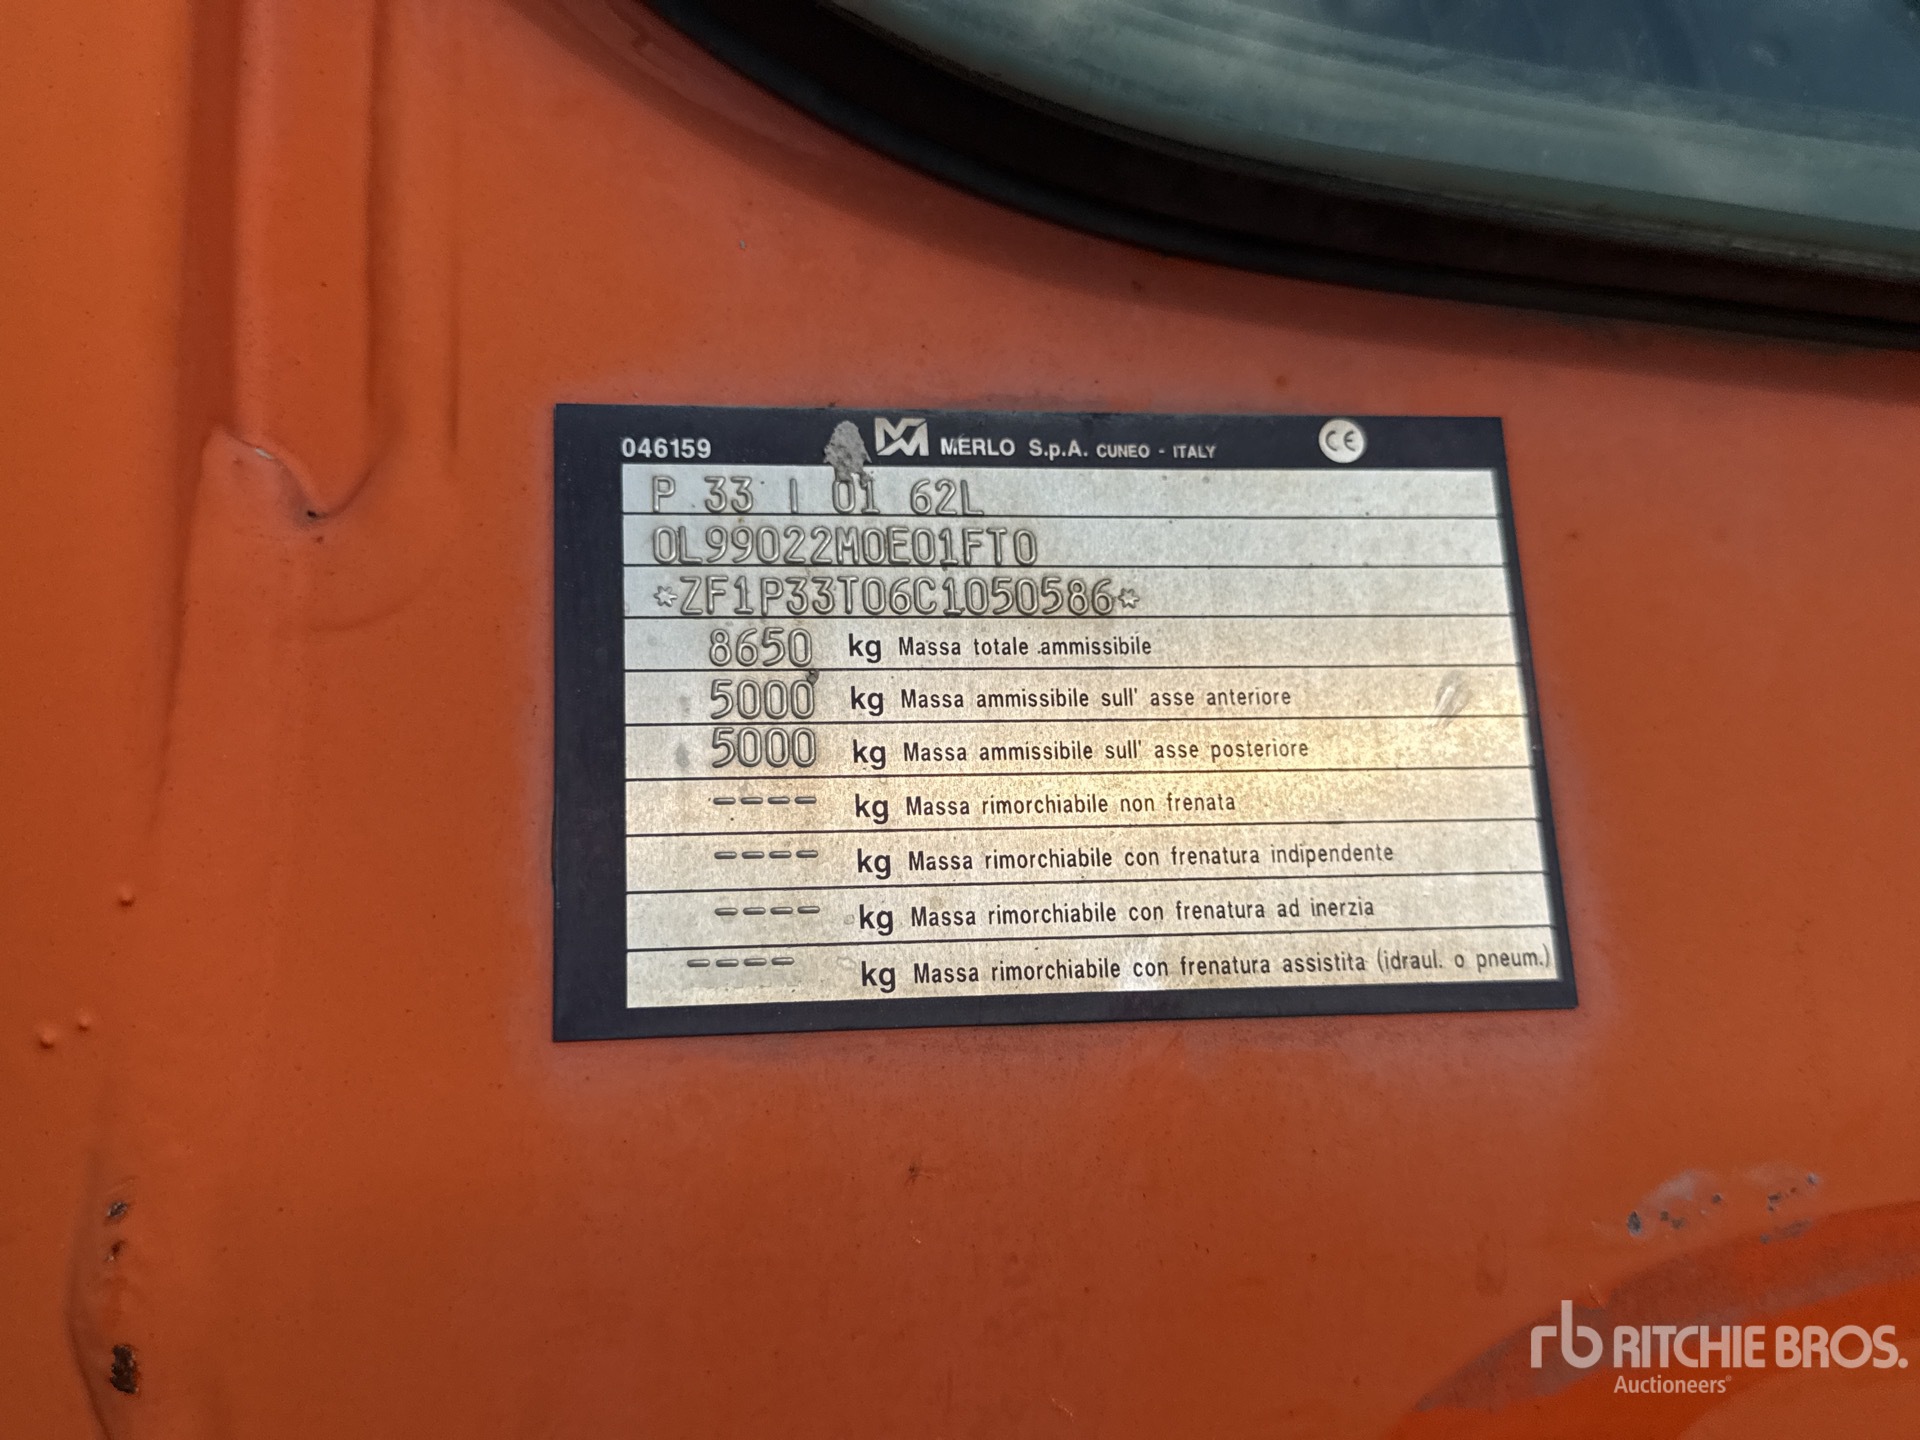 046159 MERLO S.p.A. CUNEO - ITALY CE
P 33 | 01 62L
0L99022M0E01FT0
*ZF1P33T06C1050586*
8650 kg Massa totale ammissibile
5000 kg Massa ammissibile sull' asse anteriore
5000 kg Massa ammissibile sull' asse posteriore
---- kg Massa rimorchiabile non frenata
---- kg Massa rimorchiabile con frenatura indipendente
---- kg Massa rimorchiabile con frenatura ad inerzia
---- kg Massa rimorchiabile con frenatura assistita (idraul. o pneum.)
rb RITCHIE BROS.
Auctioneers